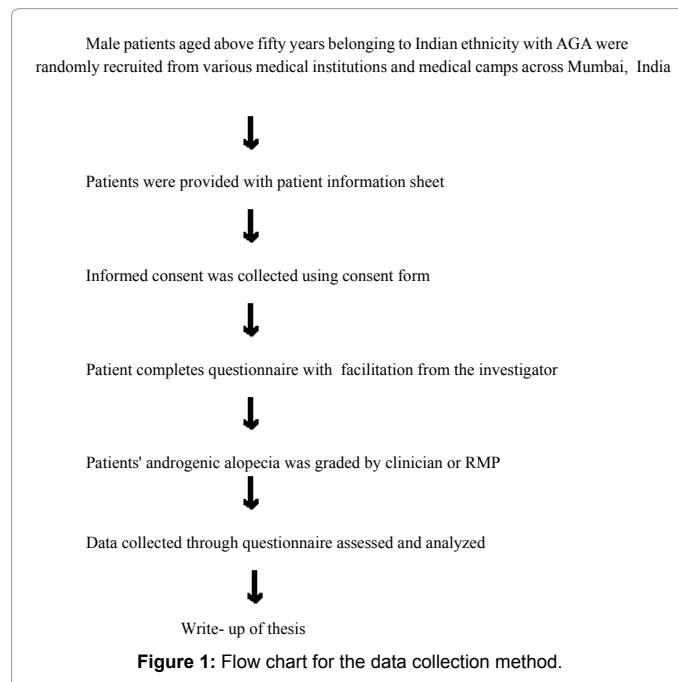 Male patients aged above fifty years belonging to Indian ethnicity with AGA were
randomly recruited from various medical institutions and medical camps across Mumbai, India
Patients were provided with patient information sheet
Informed consent was collected using consent form
Patient completes questionnaire with facilitation from the investigator
Patients' androgenic alopecia was graded by clinician or RMP
Data collected through questionnaire assessed and analyzed
Write- up of thesis
Figure 1: Flow chart for the data collection method.